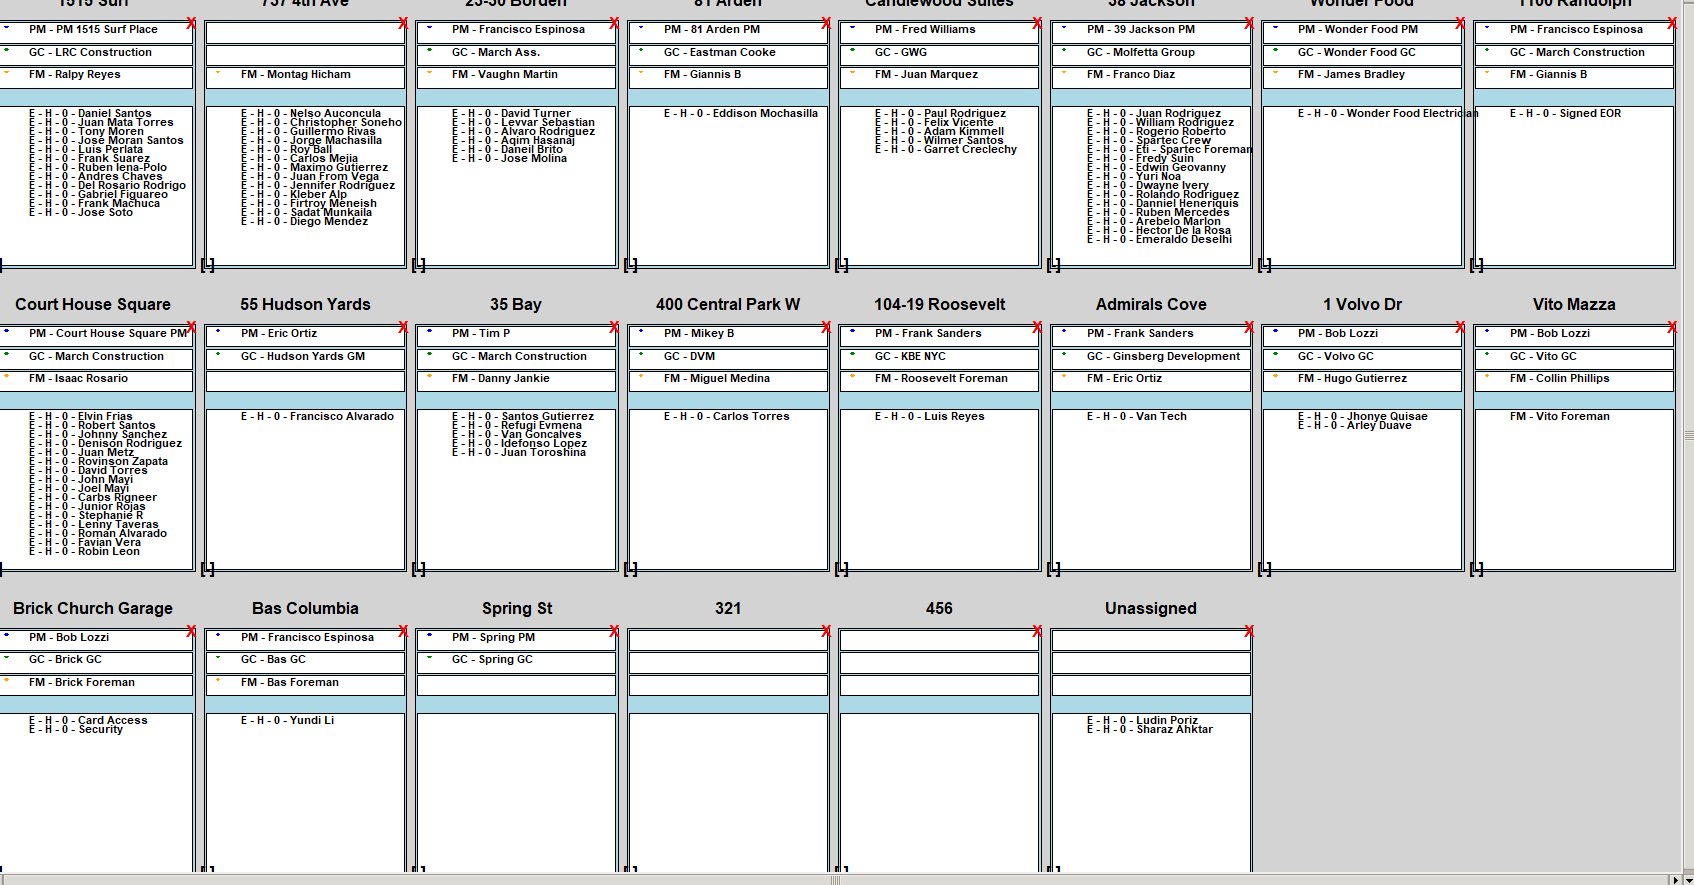 1515 Surf
PM - PM 1515 Surf Place
GC - LRC Construction
FM - Ralpy Reyes
E - H - 0 - Daniel Santos
E - H - 0 - Juan Mata Torres
E - H - 0 - Tony Moren
E - H - 0 - Jose Moran Santos
E - H - 0 - Luis Perlata
E - H - 0 - Frank Suarez
E - H - 0 - Ruben Iena-Polo
E - H - 0 - Andres Chaves
E - H - 0 - Del Rosario Rodrigo
E - H - 0 - Gabriel Figuareo
E - H - 0 - Frank Machuca
E - H - 0 - Jose Soto
]
737 4th Ave
X
FM - Montag Hicham
E - H - 0 - Nelso Auconcula
E - H - 0 - Christopher Soneho
E - H - 0 - Guillermo Rivas
E - H - 0 - Jorge Machasilla
E - H - 0 - Roy Ball
E - H - 0 - Carlos Mejia
E - H - 0 - Maximo Gutierrez
E - H - 0 - Juan From Vega
E - H - 0 - Jennifer Rodriguez
E - H - 0 - Kleber Alp
E - H - 0 - Firtroy Meneish
E - H - 0 - Sadat Munkaila
E - H - 0 - Diego Mendez
[-]
23-30 Borden
X
PM - Francisco Espinosa
GC - March Ass.
FM - Vaughn Martin
E - H - 0 - David Turner
E - H - 0 - Levvar Sebastian
E - H - 0 - Alvaro Rodriguez
E - H - 0 - Aqim Hasanaj
E - H - 0 - Daneil Brito
E - H - 0 - Jose Molina
[-]
81 Arden
X
PM - 81 Arden PM
GC - Eastman Cooke
FM - Giannis B
E - H - 0 - Eddison Mochasilla
[-]
Candlewood Suites
X
PM - Fred Williams
GC - GWG
FM - Juan Marquez
E - H - 0 - Paul Rodriguez
E - H - 0 - Felix Vicente
E - H - 0 - Adam Kimmell
E - H - 0 - Wilmer Santos
E - H - 0 - Garret Creclechy
[-]
38 Jackson
X
PM - 39 Jackson PM
GC - Molfetta Group
FM - Franco Diaz
E - H - 0 - Juan Rodriguez
E - H - 0 - William Rodriguez
E - H - 0 - Rogerio Roberto
E - H - 0 - Spartec Crew
E - H - 0 - Eti - Spartec Foreman
E - H - 0 - Fredy Suin
E - H - 0 - Edwin Geovanny
E - H - 0 - Yuri Noa
E - H - 0 - Dwayne Ivery
E - H - 0 - Rolando Rodriguez
E - H - 0 - Danniel Heneriquis
E - H - 0 - Ruben Mercedes
E - H - 0 - Arebelo Marlon
E - H - 0 - Hector De la Rosa
E - H - 0 - Emeraldo Deselhi
[-]
Wonder Food
X
PM - Wonder Food PM
GC - Wonder Food GC
FM - James Bradley
E - H - 0 - Wonder Food Electrician
[-]
1100 Randolph
X
PM - Francisco Espinosa
GC - March Construction
FM - Giannis B
E - H - 0 - Signed EOR
[-]
Court House Square
X
PM - Court House Square PM
GC - March Construction
FM - Isaac Rosario
E - H - 0 - Elvin Frias
E - H - 0 - Robert Santos
E - H - 0 - Johnny Sanchez
E - H - 0 - Denison Rodriguez
E - H - 0 - Juan Metz
E - H - 0 - Rovinson Zapata
E - H - 0 - David Torres
E - H - 0 - John Mayi
E - H - 0 - Joel Mayi
E - H - 0 - Carbs Rigneer
E - H - 0 - Junior Rojas
E - H - 0 - Stephanie R
E - H - 0 - Lenny Taveras
E - H - 0 - Roman Alvarado
E - H - 0 - Favian Vera
E - H - 0 - Robin Leon
]
55 Hudson Yards
X
PM - Eric Ortiz
GC - Hudson Yards GM
E - H - 0 - Francisco Alvarado
[-]
35 Bay
X
PM - Tim P
GC - March Construction
FM - Danny Jankie
E - H - 0 - Santos Gutierrez
E - H - 0 - Refugi Evmena
E - H - 0 - Van Goncalves
E - H - 0 - Idefonso Lopez
E - H - 0 - Juan Toroshina
[-]
400 Central Park W
X
PM - Mikey B
GC - DVM
FM - Miguel Medina
E - H - 0 - Carlos Torres
[-]
104-19 Roosevelt
X
PM - Frank Sanders
GC - KBE NYC
FM - Roosevelt Foreman
E - H - 0 - Luis Reyes
[-]
Admirals Cove
X
PM - Frank Sanders
GC - Ginsberg Development
FM - Eric Ortiz
E - H - 0 - Van Tech
[-]
1 Volvo Dr
X
PM - Bob Lozzi
GC - Volvo GC
FM - Hugo Gutierrez
E - H - 0 - Jhonye Quisae
E - H - 0 - Arley Duave
[-]
Vito Mazza
X
PM - Bob Lozzi
GC - Vito GC
FM - Collin Phillips
FM - Vito Foreman
[-]
Brick Church Garage
X
PM - Bob Lozzi
GC - Brick GC
FM - Brick Foreman
E - H - 0 - Card Access
E - H - 0 - Security
Bas Columbia
X
PM - Francisco Espinosa
GC - Bas GC
FM - Bas Foreman
E - H - 0 - Yundi Li
Spring St
X
PM - Spring PM
GC - Spring GC
321
X
456
X
Unassigned
X
E - H - 0 - Ludin Poriz
E - H - 0 - Sharaz Ahktar